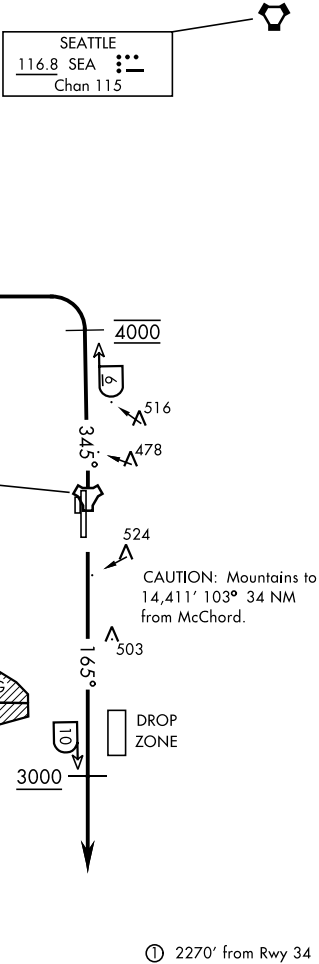 SEATTLE
116.8 SEA
Chan 115
4000
6
516
345°
478
524
CAUTION: Mountains to
14,411' 103° 34 NM
from McChord.
503
165°
10
DROP
ZONE
3000
① 2270' from Rwy 34